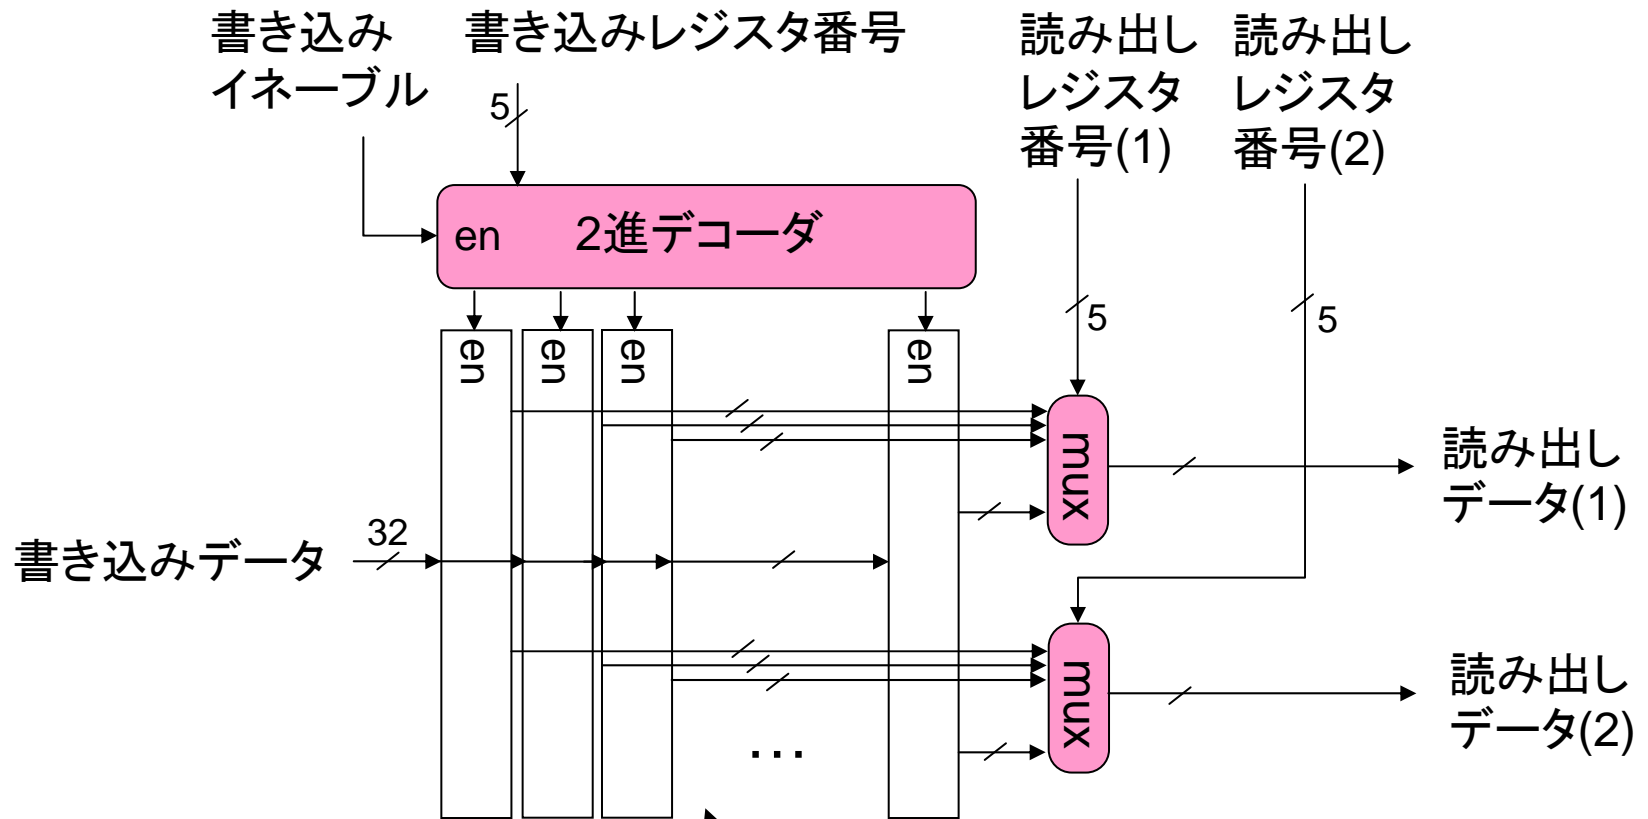 書き込み
イネーブル
書き込みレジスタ番号
読み出し
レジスタ
番号(1)
読み出し
レジスタ
番号(2)
5
en
2進デコーダ
5
5
en
en
en
en
mux
読み出し
データ(1)
32
書き込みデータ
mux
読み出し
データ(2)
…